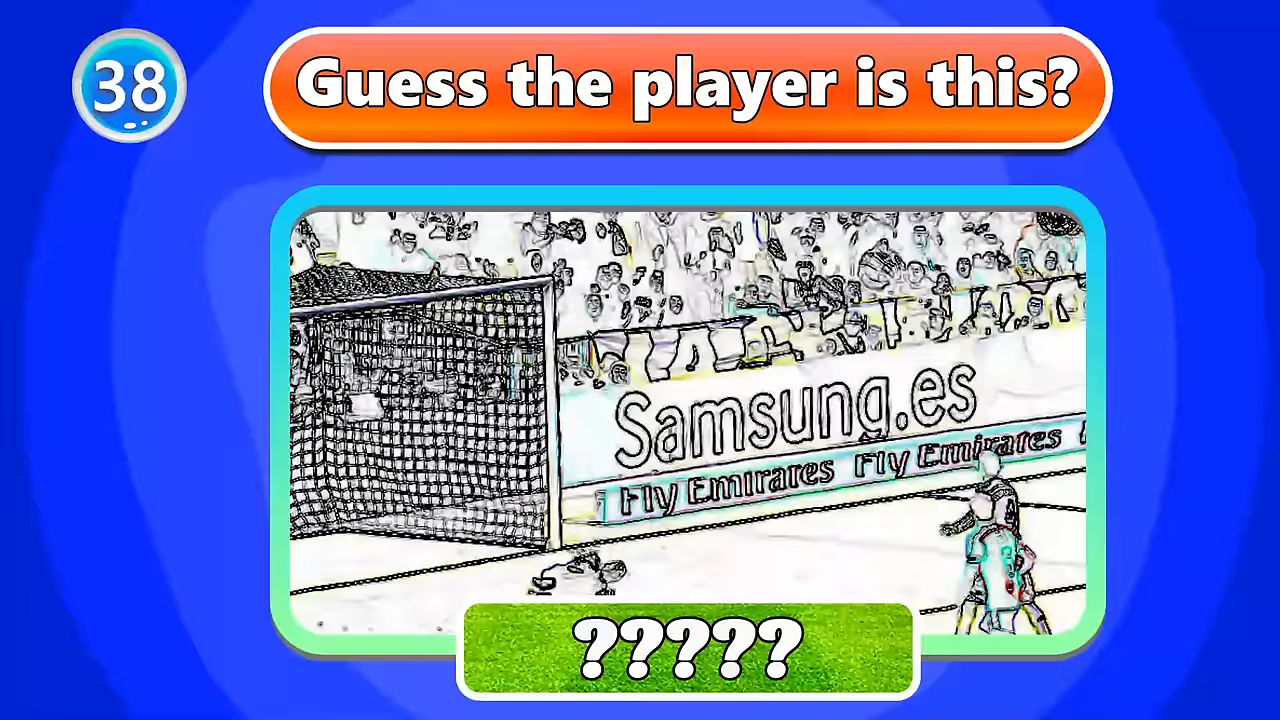 38
Guess the player is this?
Samsung.es
Fly Emirates Fly Emirates
?????